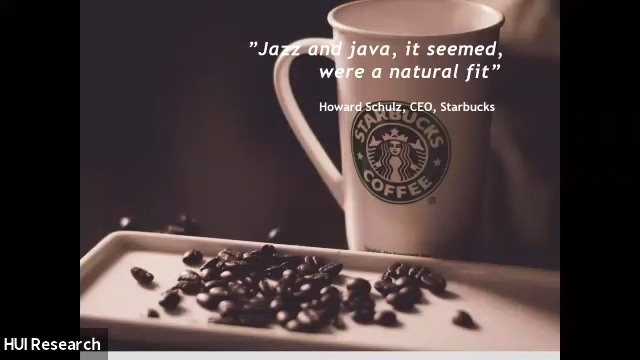 ”Jazz and java, it seemed,
were a natural fit”
Howard Schulz, CEO, Starbucks
STARBUCKS
COFFEE
®
HUI Research